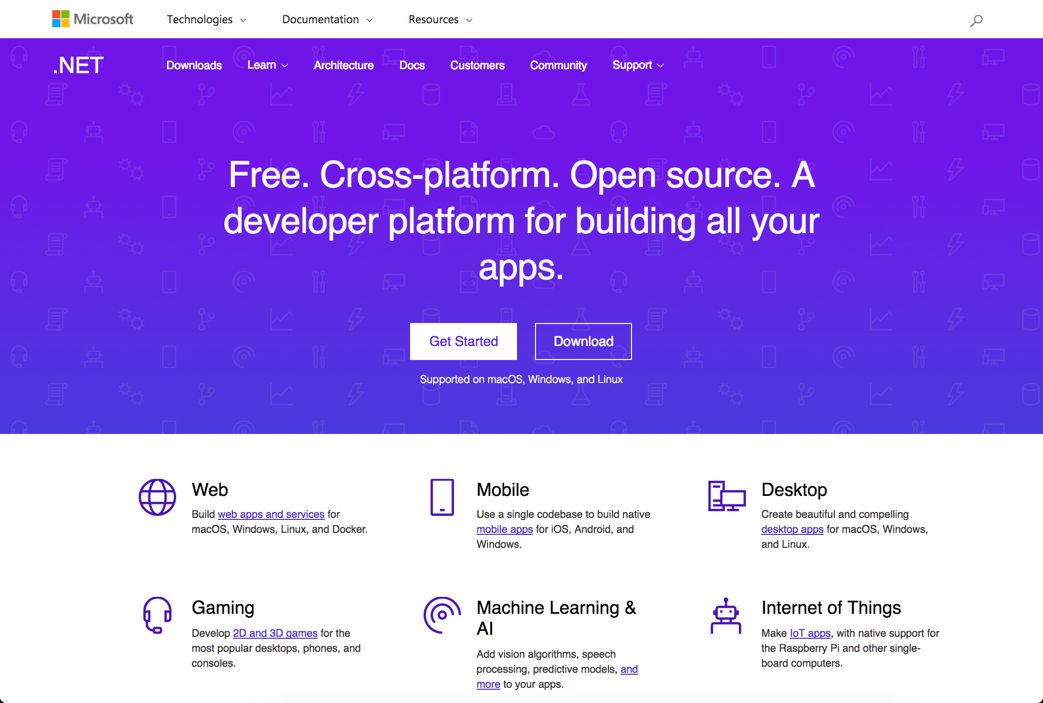 Microsoft
Technologies
Documentation
Resources
.NET
Downloads
Learn
Architecture
Docs
Customers
Community
Support
Free. Cross-platform. Open source. A
developer platform for building all your
apps.
Get Started
Download
Supported on macOS, Windows, and Linux
Web
Build web apps and services for
macOS, Windows, Linux, and Docker.
Mobile
Use a single codebase to build native
mobile apps for iOS, Android, and
Windows.
Desktop
Create beautiful and compelling
desktop apps for macOS, Windows,
and Linux.
Gaming
Develop 2D and 3D games for the
most popular desktops, phones, and
consoles.
Machine Learning &
AI
Add vision algorithms, speech
processing, predictive models, and
more to your apps.
Internet of Things
Make IoT apps, with native support for
the Raspberry Pi and other single-
board computers.